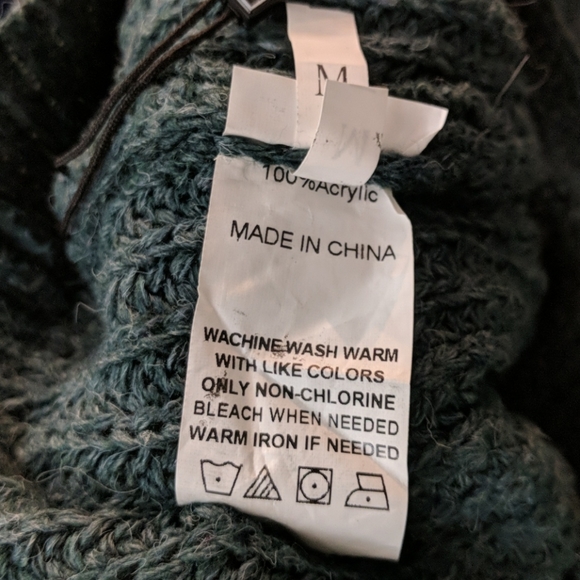 M
M
100%Acrylic
MADE IN CHINA
WACHINE WASH WARM
WITH LIKE COLORS
ONLY NON-CHLORINE
BLEACH WHEN NEEDED
WARM IRON IF NEEDED